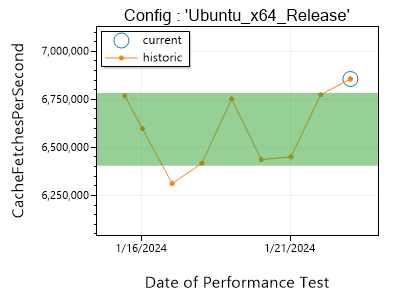 Config : 'Ubuntu_x64_Release'
CacheFetchesPerSecond
7,000,000
6,750,000
6,500,000
6,250,000
current
historic
1/16/2024
1/21/2024
Date of Performance Test